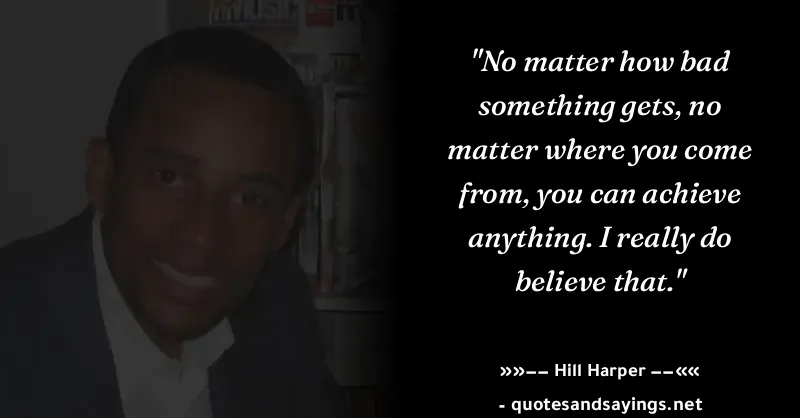 MUSIC
"No matter how bad
something gets, no
matter where you come
from, you can achieve
anything. I really do
believe that."
»»–– Hill Harper ––««
- quotesandsayings.net